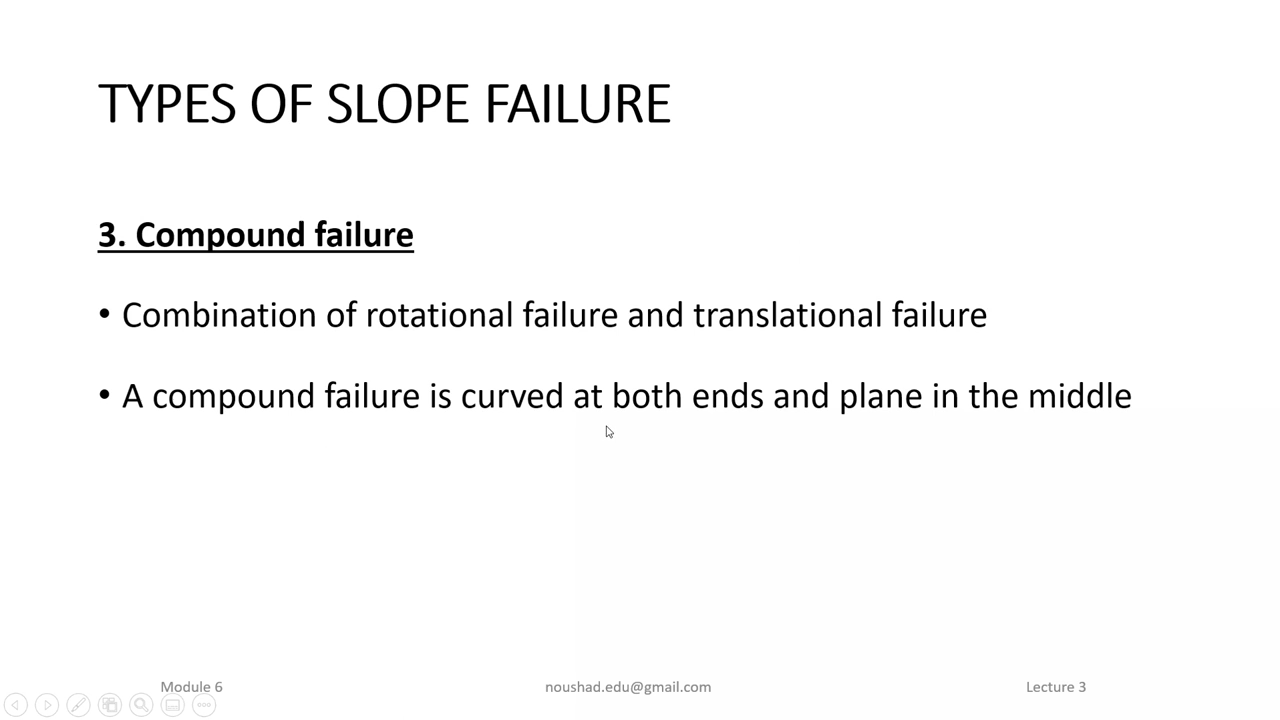 TYPES OF SLOPE FAILURE
3. Compound failure
• Combination of rotational failure and translational failure
• A compound failure is curved at both ends and plane in the middle
Module 6
noushad.edu@gmail.com
Lecture 3